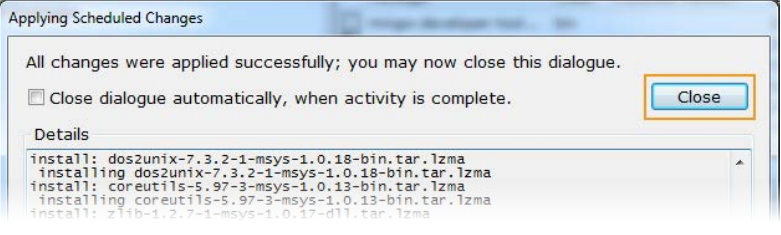 Applying Scheduled Changes
All changes were applied successfully; you may now close this dialogue.
Close dialogue automatically, when activity is complete.
Close
Details
install: dos2unix-7.3.2-1-msys-1.0.18-bin.tar.lzma
installing dos2unix-7.3.2-1-msys-1.0.18-bin.tar.lzma
install: coreutils-5.97-3-msys-1.0.13-bin.tar.lzma
installing coreutils-5.97-3-msys-1.0.13-bin.tar.lzma
install: zlib-1.2.7-1-msys-1.0.17-dll.tar.lzma